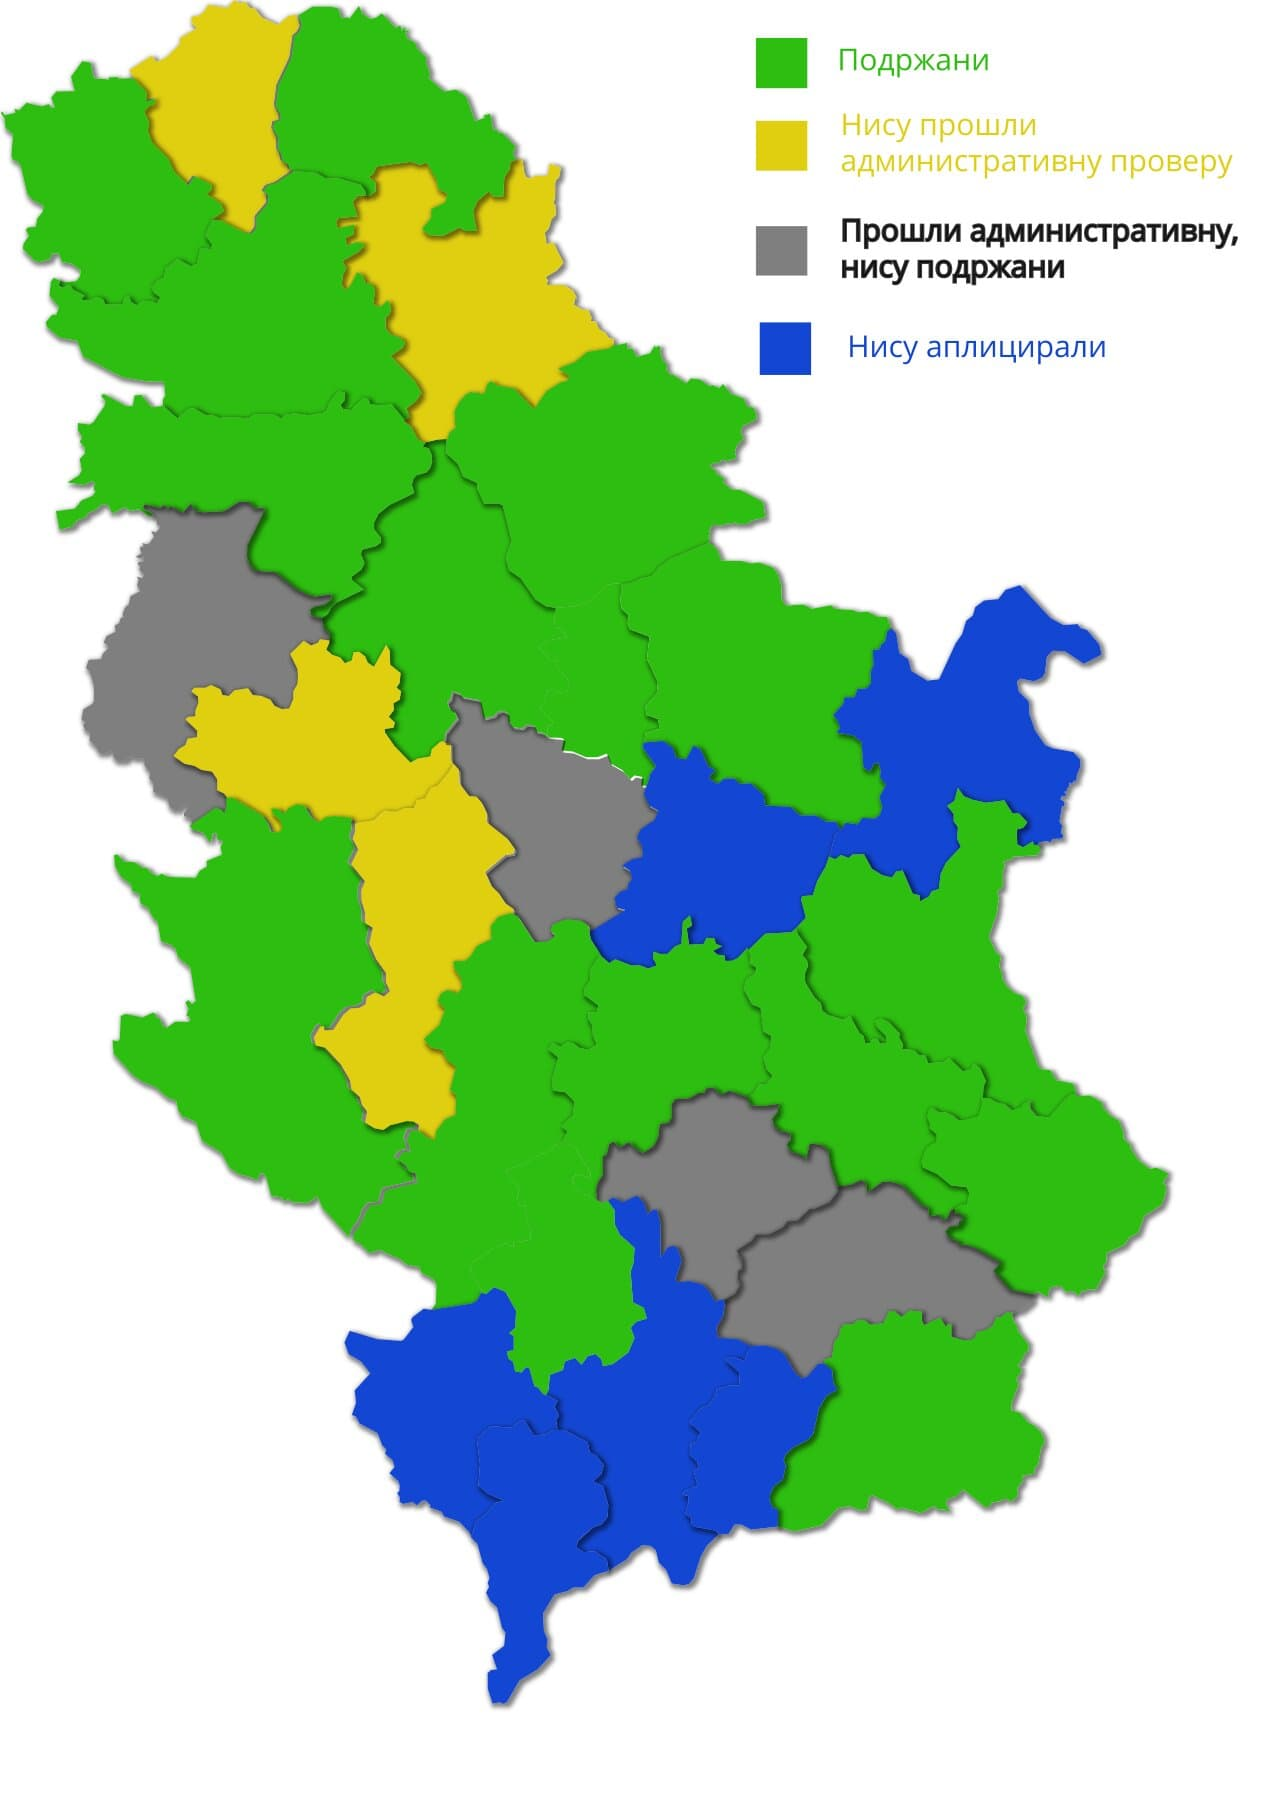 Подржани
Нису прошли
административну проверу
Прошли административну,
нису подржани
Нису аплицирали